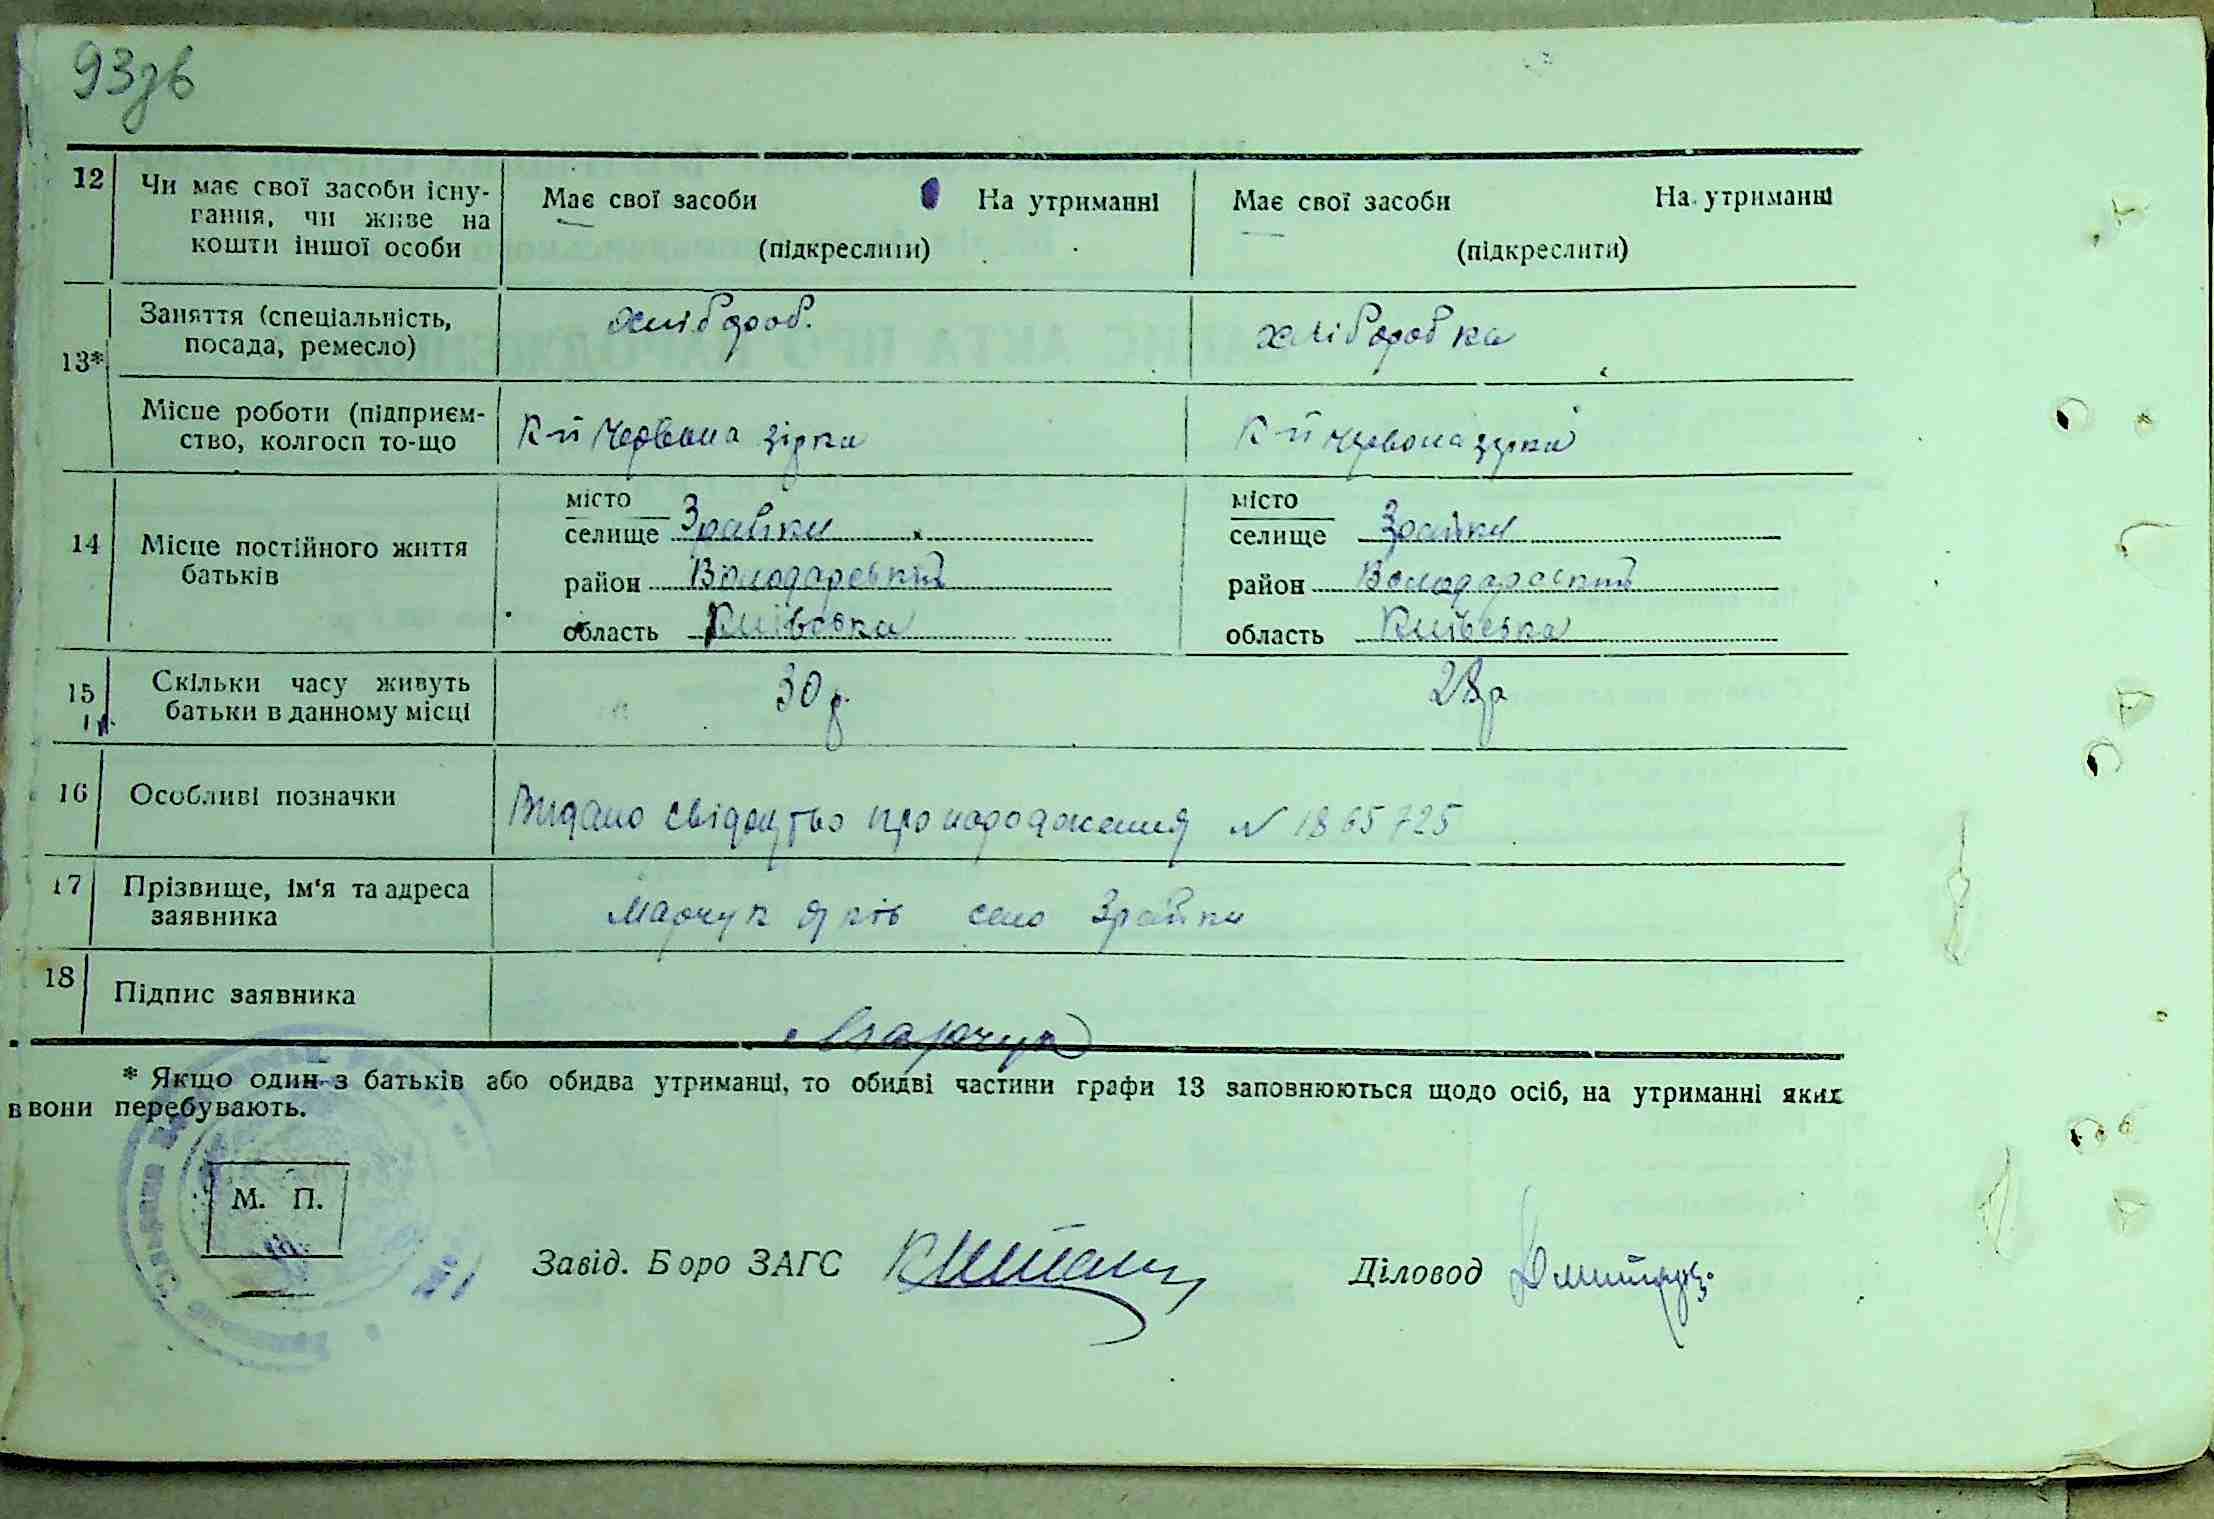 93зв
12 Чи має свої засоби існу-
гання, чи живе на
кошти іншої особи
Має свої засоби На утриманні
(підкреслити)
Має свої засоби На утриманні
(підкреслити)
13*
Заняття (спеціальність,
посада, ремесло)
хлібороб.
хліборобка
Місце роботи (підприєм-
ство, колгосп то-що
К-п Червона зірка
К-п Червона зірка
14 Місце постійного життя
батьків
місто
селище Зрайки
район Володарський
область Київська
місто
селище Зрайки
район Володарський
область Київська
15 Скільки часу живуть
батьки в данному місці
30 р.
28 р
16 Особливі позначки
Видано свідоцтво про народження № 1865725
17 Прізвище, ім'я та адреса
заявника
Марчук Яків село Зрайки
18 Підпис заявника
Марчук
* Якщо один з батьків або обидва утриманці, то обидві частини графи 13 заповнюються щодо осіб, на утриманні яких
в вони перебувають.
М. П.
Завід. Боро ЗАГС
Діловод